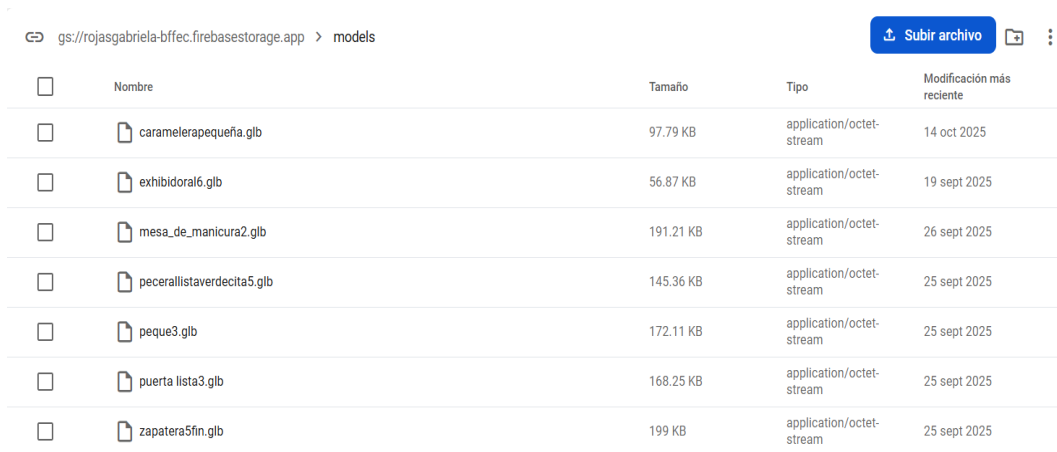 gs://rojasgabriela-bffec.firebasestorage.app > models
Subir archivo
Nombre Tamaño Tipo Modificación más
reciente
caramelerapequeña.glb 97.79 KB application/octet-
stream 14 oct 2025
exhibidoral6.glb 56.87 KB application/octet-
stream 19 sept 2025
mesa_de_manicura2.glb 191.21 KB application/octet-
stream 26 sept 2025
pecerallistaverdecita5.glb 145.36 KB application/octet-
stream 25 sept 2025
peque3.glb 172.11 KB application/octet-
stream 25 sept 2025
puerta lista3.glb 168.25 KB application/octet-
stream 25 sept 2025
zapatera5fin.glb 199 KB application/octet-
stream 25 sept 2025